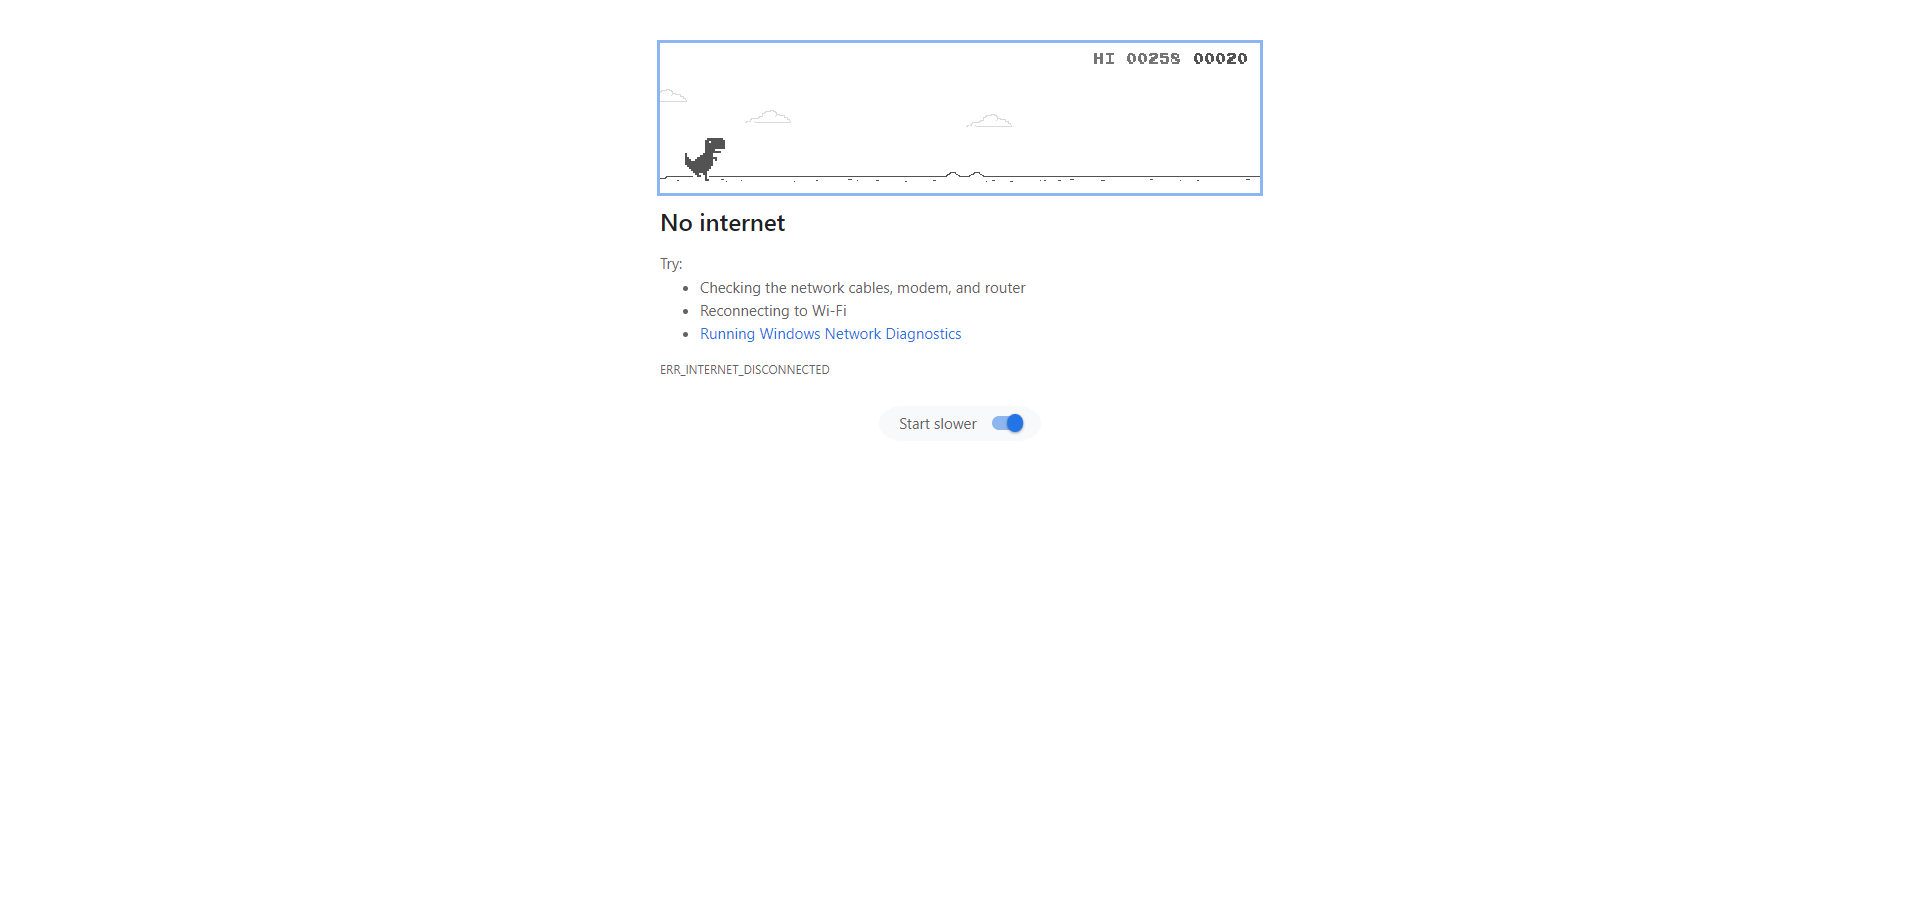 HI 00258 00020
No internet
Try:
Checking the network cables, modem, and router
Reconnecting to Wi-Fi
Running Windows Network Diagnostics
ERR_INTERNET_DISCONNECTED
Start slower